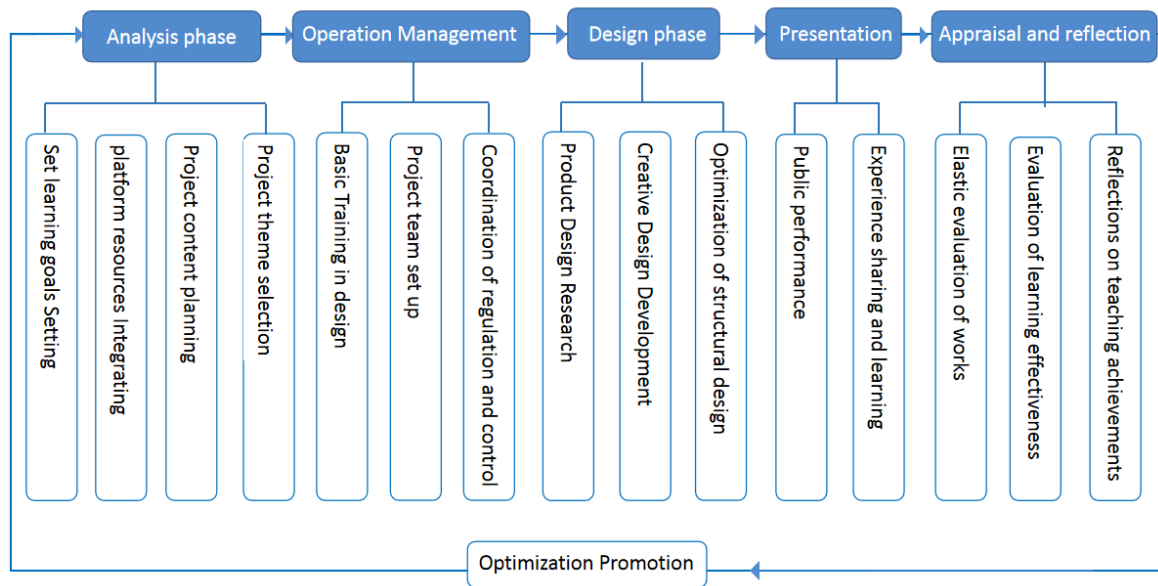 Analysis phase
Operation Management
Design phase
Presentation
Appraisal and reflection
Set learning goals Setting
platform resources Integrating
Project content planning
Project theme selection
Basic Training in design
Project team set up
Coordination of regulation and control
Product Design Research
Creative Design Development
Optimization of structural design
Public performance
Experience sharing and learning
Elastic evaluation of works
Evaluation of learning effectiveness
Reflections on teaching achievements
Optimization Promotion